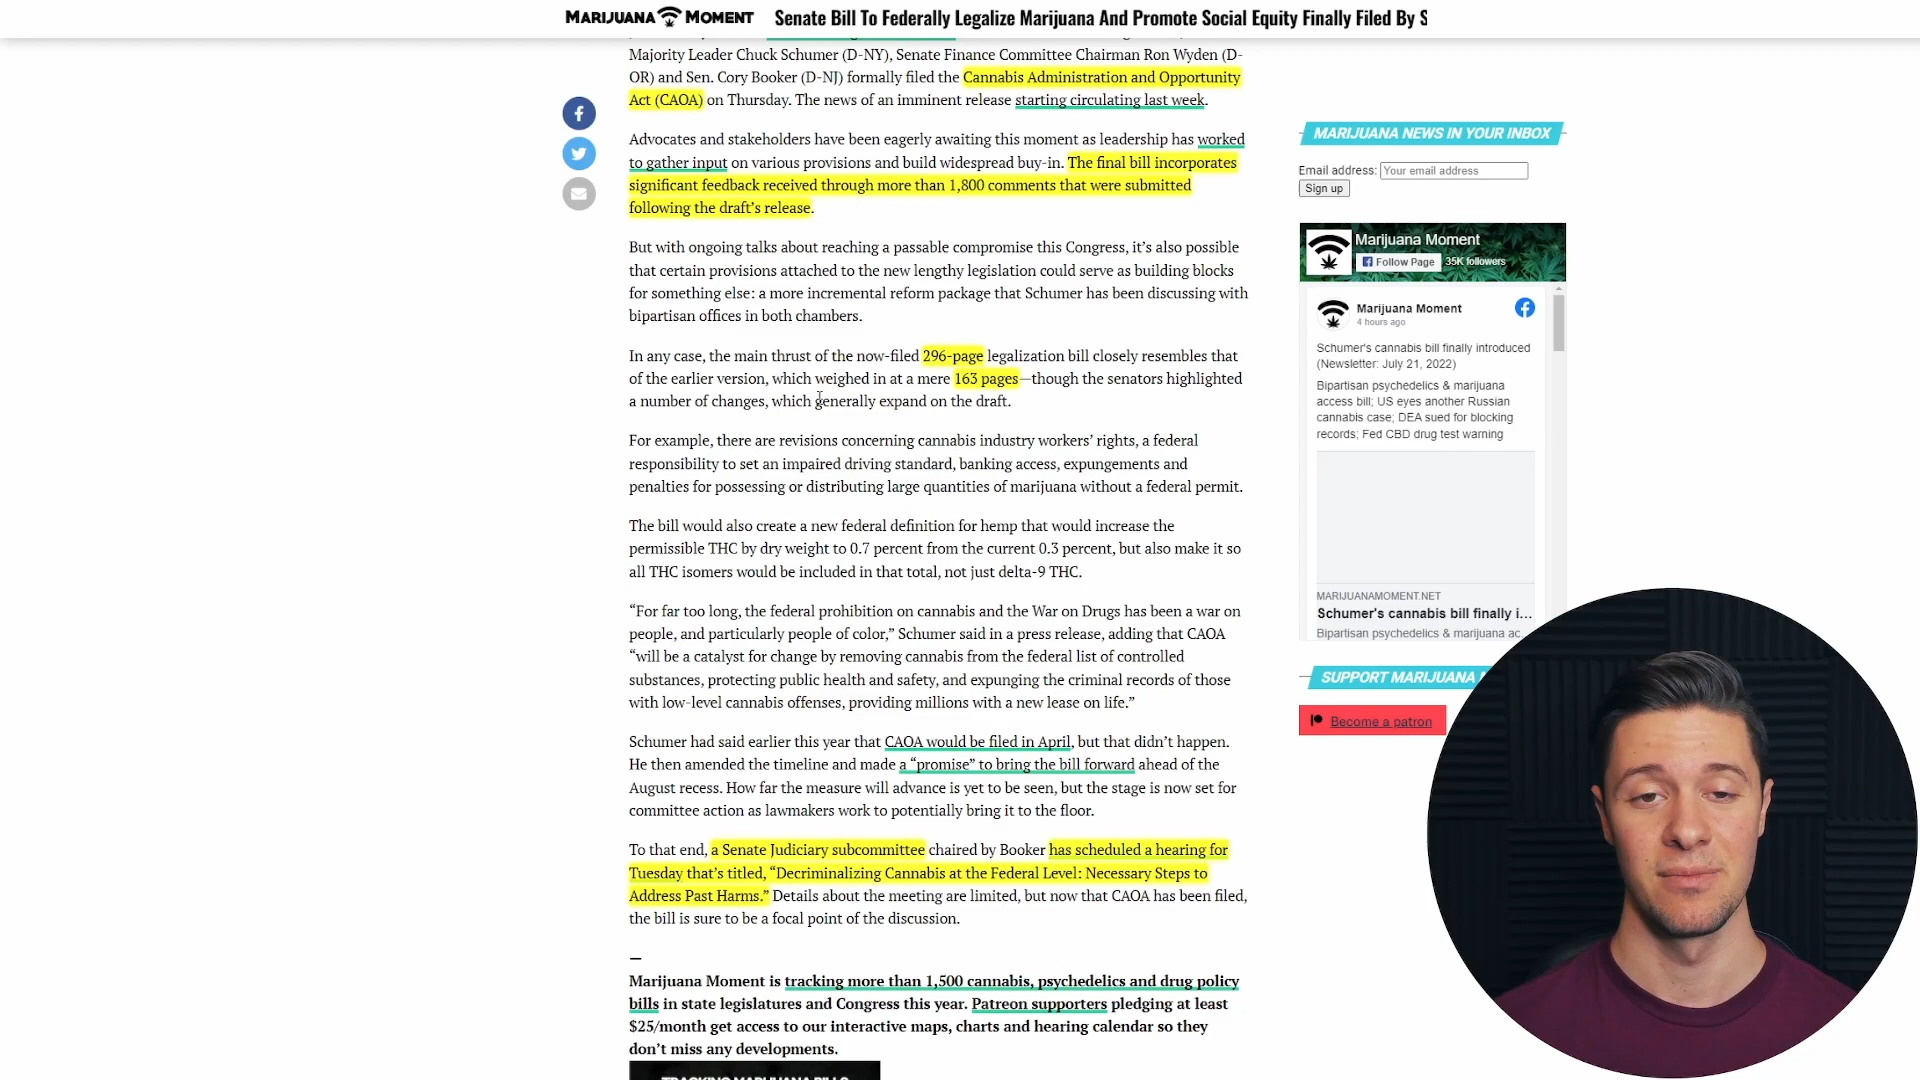 MARIJUANA MOMENT
Senate Bill To Federally Legalize Marijuana And Promote Social Equity Finally Filed By S
Majority Leader Chuck Schumer (D-NY), Senate Finance Committee Chairman Ron Wyden (D-
OR) and Sen. Cory Booker (D-NJ) formally filed the Cannabis Administration and Opportunity
Act (CAOA) on Thursday. The news of an imminent release starting circulating last week.
Advocates and stakeholders have been eagerly awaiting this moment as leadership has worked
to gather input on various provisions and build widespread buy-in. The final bill incorporates
significant feedback received through more than 1,800 comments that were submitted
following the draft’s release.
But with ongoing talks about reaching a passable compromise this Congress, it’s also possible
that certain provisions attached to the new lengthy legislation could serve as building blocks
for something else: a more incremental reform package that Schumer has been discussing with
bipartisan offices in both chambers.
In any case, the main thrust of the now-filed 296-page legalization bill closely resembles that
of the earlier version, which weighed in at a mere 163 pages—though the senators highlighted
a number of changes, which generally expand on the draft.
For example, there are revisions concerning cannabis industry workers’ rights, a federal
responsibility to set an impaired driving standard, banking access, expungements and
penalties for possessing or distributing large quantities of marijuana without a federal permit.
The bill would also create a new federal definition for hemp that would increase the
permissible THC by dry weight to 0.7 percent from the current 0.3 percent, but also make it so
all THC isomers would be included in that total, not just delta-9 THC.
“For far too long, the federal prohibition on cannabis and the War on Drugs has been a war on
people, and particularly people of color,” Schumer said in a press release, adding that CAOA
“will be a catalyst for change by removing cannabis from the federal list of controlled
substances, protecting public health and safety, and expunging the criminal records of those
with low-level cannabis offenses, providing millions with a new lease on life.”
Schumer had said earlier this year that CAOA would be filed in April, but that didn’t happen.
He then amended the timeline and made a “promise” to bring the bill forward ahead of the
August recess. How far the measure will advance is yet to be seen, but the stage is now set for
committee action as lawmakers work to potentially bring it to the floor.
To that end, a Senate Judiciary subcommittee chaired by Booker has scheduled a hearing for
Tuesday that’s titled, “Decriminalizing Cannabis at the Federal Level: Necessary Steps to
Address Past Harms.” Details about the meeting are limited, but now that CAOA has been filed,
the bill is sure to be a focal point of the discussion.
—
Marijuana Moment is tracking more than 1,500 cannabis, psychedelics and drug policy
bills in state legislatures and Congress this year. Patreon supporters pledging at least
$25/month get access to our interactive maps, charts and hearing calendar so they
don’t miss any developments.
TRACKING MARIJUANA BILLS
MARIJUANA NEWS IN YOUR INBOX
Email address: Your email address
Sign up
Marijuana Moment
Follow Page 35K followers
Marijuana Moment
4 hours ago
Schumer's cannabis bill finally introduced
(Newsletter: July 21, 2022)
Bipartisan psychedelics & marijuana
access bill; US eyes another Russian
cannabis case; DEA sued for blocking
records; Fed CBD drug test warning
MARIJUANAMOMENT.NET
Schumer's cannabis bill finally i...
Bipartisan psychedelics & marijuana ac...
SUPPORT MARIJUANA
Become a patron